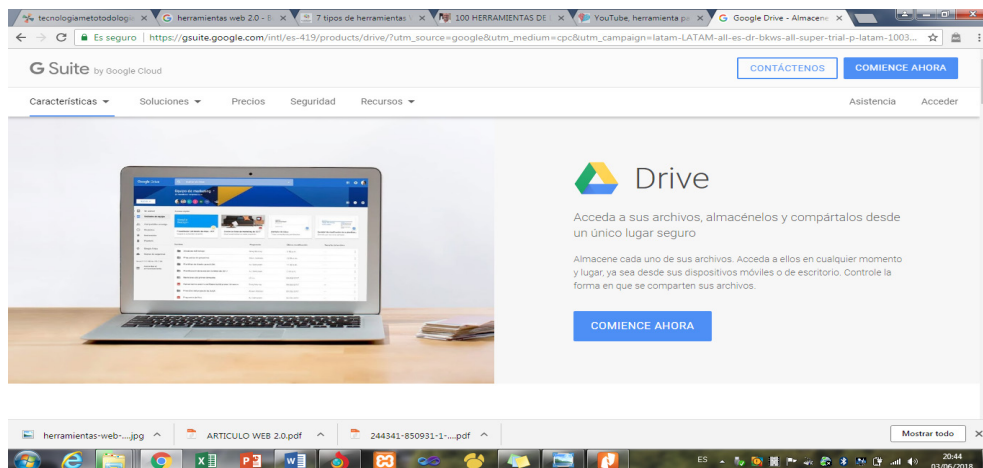 tecnologiametotodologi
herramientas web 2.0 - B
7 tipos de herramientas
100 HERRAMIENTAS DE
YouTube, herramienta p
Google Drive - Almacen
Es seguro | https://gsuite.google.com/intl/es-419/products/drive/?utm_source=google&utm_medium=cpc&utm_campaign=latam-LATAM-all-es-dr-bkws-all-super-trial-p-latam-1003...
G Suite by Google Cloud
CONTÁCTENOS
COMIENCE AHORA
Características
Soluciones
Precios
Seguridad
Recursos
Asistencia
Acceder
Drive
Acceda a sus archivos, almacénelos y compártalos desde
un único lugar seguro
Almacene cada uno de sus archivos. Acceda a ellos en cualquier momento
y lugar, ya sea desde sus dispositivos móviles o de escritorio. Controle la
forma en que se comparten sus archivos.
COMIENCE AHORA
herramientas-web-....jpg
ARTICULO WEB 2.0.pdf
244341-850931-1-....pdf
Mostrar todo
ES
20:44
03/06/2018